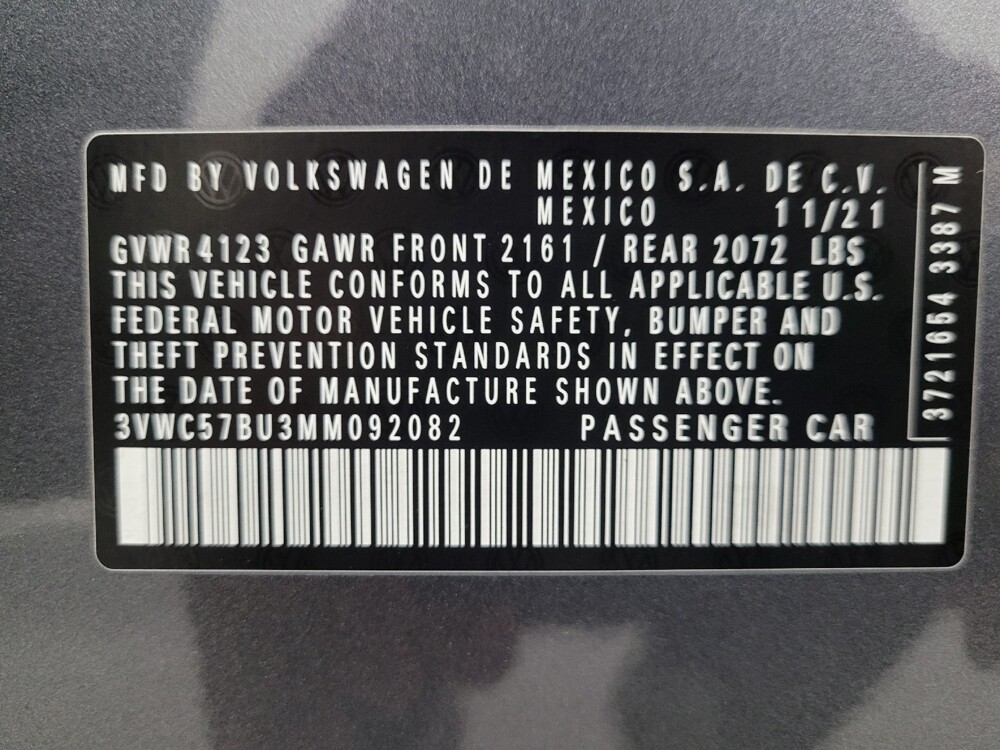 MFD BY VOLKSWAGEN DE MEXICO S.A. DE C.V.
MEXICO 11/21
GVWR 4123 GAWR FRONT 2161 / REAR 2072 LBS
THIS VEHICLE CONFORMS TO ALL APPLICABLE U.S.
FEDERAL MOTOR VEHICLE SAFETY, BUMPER AND
THEFT PREVENTION STANDARDS IN EFFECT ON
THE DATE OF MANUFACTURE SHOWN ABOVE.
3VWC57BU3MM092082 PASSENGER CAR
3721654 3387 M